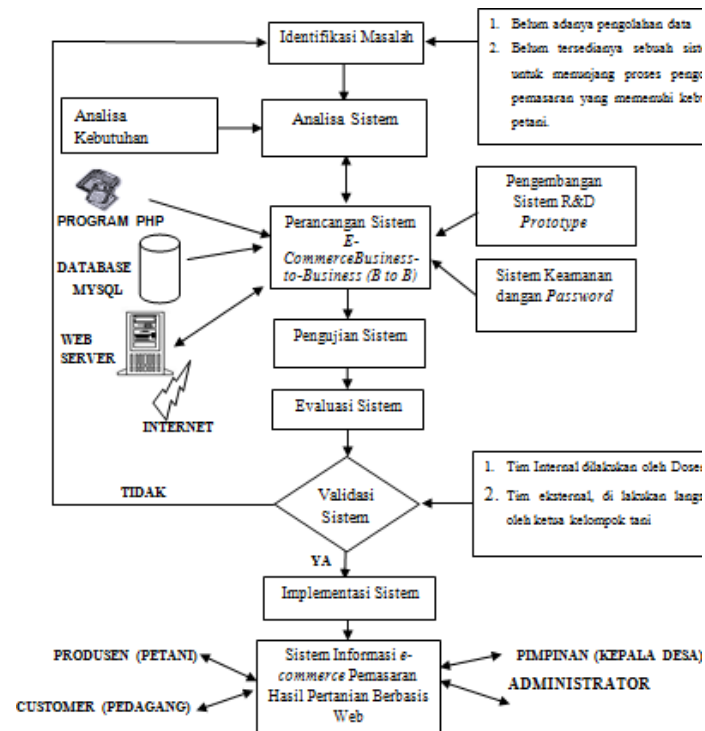 Identifikasi Masalah
1. Belum adanya pengolahan data
2. Belum tersedianya sebuah
untuk menunjang proses
pemasaran yang memenuhi
petani.
Analisa
Kebutuhan
Analisa Sistem
PROGRAM PHP
DATABASE
MYSQL
WEB
SERVER
INTERNET
Perancangan Sistem
E-
CommerceBusiness-
to-Business (B to B)
Pengembangan
Sistem R&D
Prototype
Sistem Keamanan
dangan Password
Pengujian Sistem
Evaluasi Sistem
TIDAK
Validasi
Sistem
1. Tim Internal dilakukan oleh
2. Tim eksternal, di lakukan
oleh ketua kelompok tani
YA
Implementasi Sistem
PRODUSEN (PETANI)
CUSTOMER (PEDAGANG)
Sistem Informasi e-
commerce Pemasaran
Hasil Pertanian Berbasis
Web
PIMPINAN (KEPALA DESA)
ADMINISTRATOR